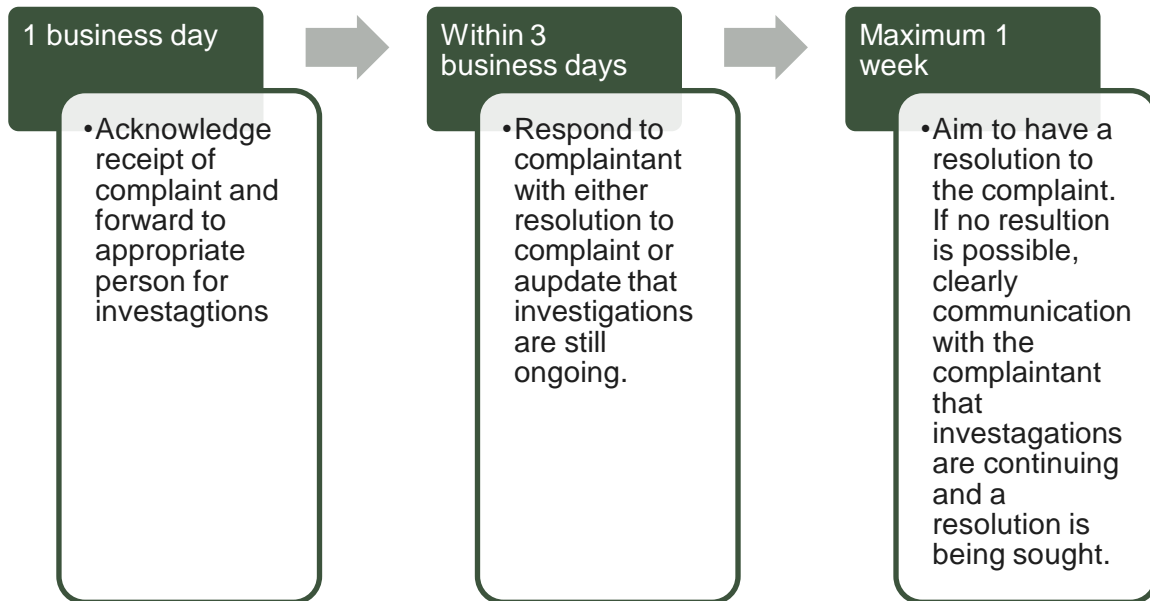 1 business day
•Acknowledge
receipt of
complaint and
forward to
appropriate
person for
investagtions
Within 3
business days
•Respond to
complaintant
with either
resolution to
complaint or
aupdate that
investigations
are still
ongoing.
Maximum 1
week
•Aim to have a
resolution to
the complaint.
If no resultion
is possible,
clearly
communication
with the
complaintant
that
investagations
are continuing
and a
resolution is
being sought.